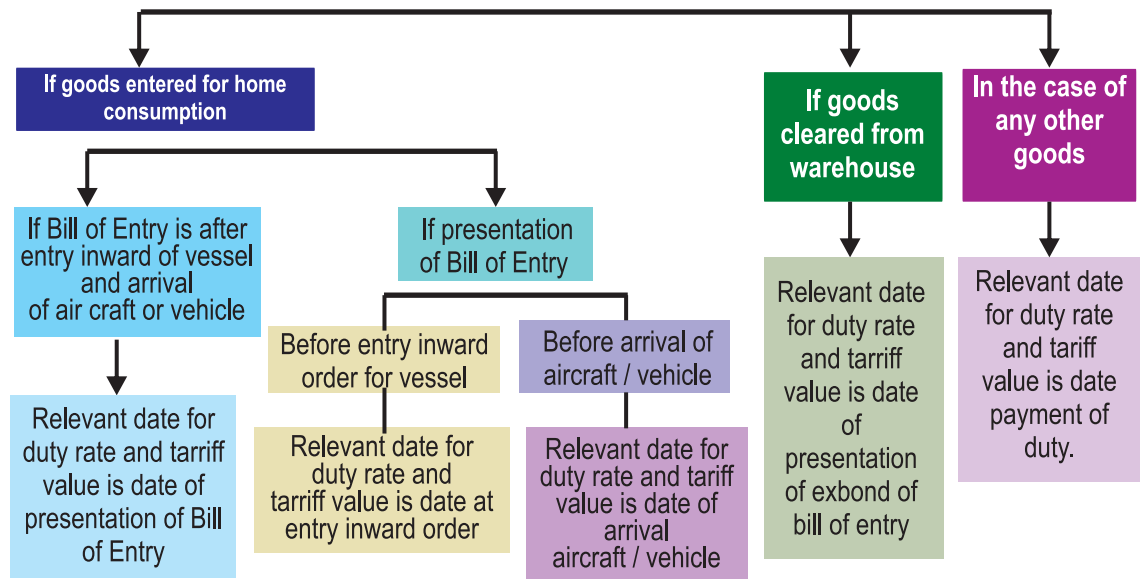 If goods entered for home
consumption
If goods
cleared from
warehouse
In the case of
any other
goods
If Bill of Entry is after
entry inward of vessel
and arrival
of air craft or vehicle
If presentation
of Bill of Entry
Before entry inward
order for vessel
Before arrival of
aircraft / vehicle
Relevant date for
duty rate and tarriff
value is date of
presentation of Bill
of Entry
Relevant date for
duty rate and
tarriff value is date at
entry inward order
Relevant date for
duty rate and tariff
value is date of
arrival
aircraft / vehicle
Relevant date
for duty rate
and tarriff
value is date
of
presentation
of exbond of
bill of entry
Relevant date
for duty rate
and tariff
value is date
payment of
duty.